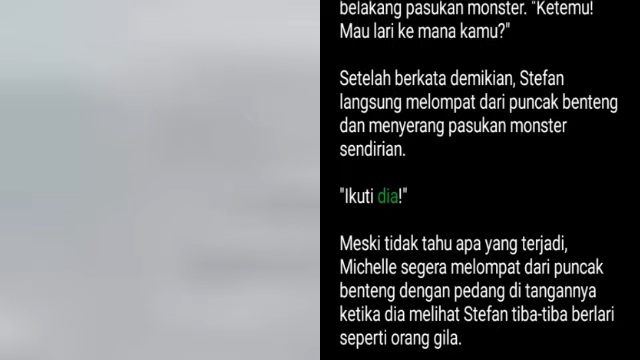 belakang pasukan monster. "Ketemu!
Mau lari ke mana kamu?"
Setelah berkata demikian, Stefan
langsung melompat dari puncak benteng
dan menyerang pasukan monster
sendirian.
"Ikuti dia!"
Meski tidak tahu apa yang terjadi,
Michelle segera melompat dari puncak
benteng dengan pedang di tangannya
ketika dia melihat Stefan tiba-tiba berlari
seperti orang gila.